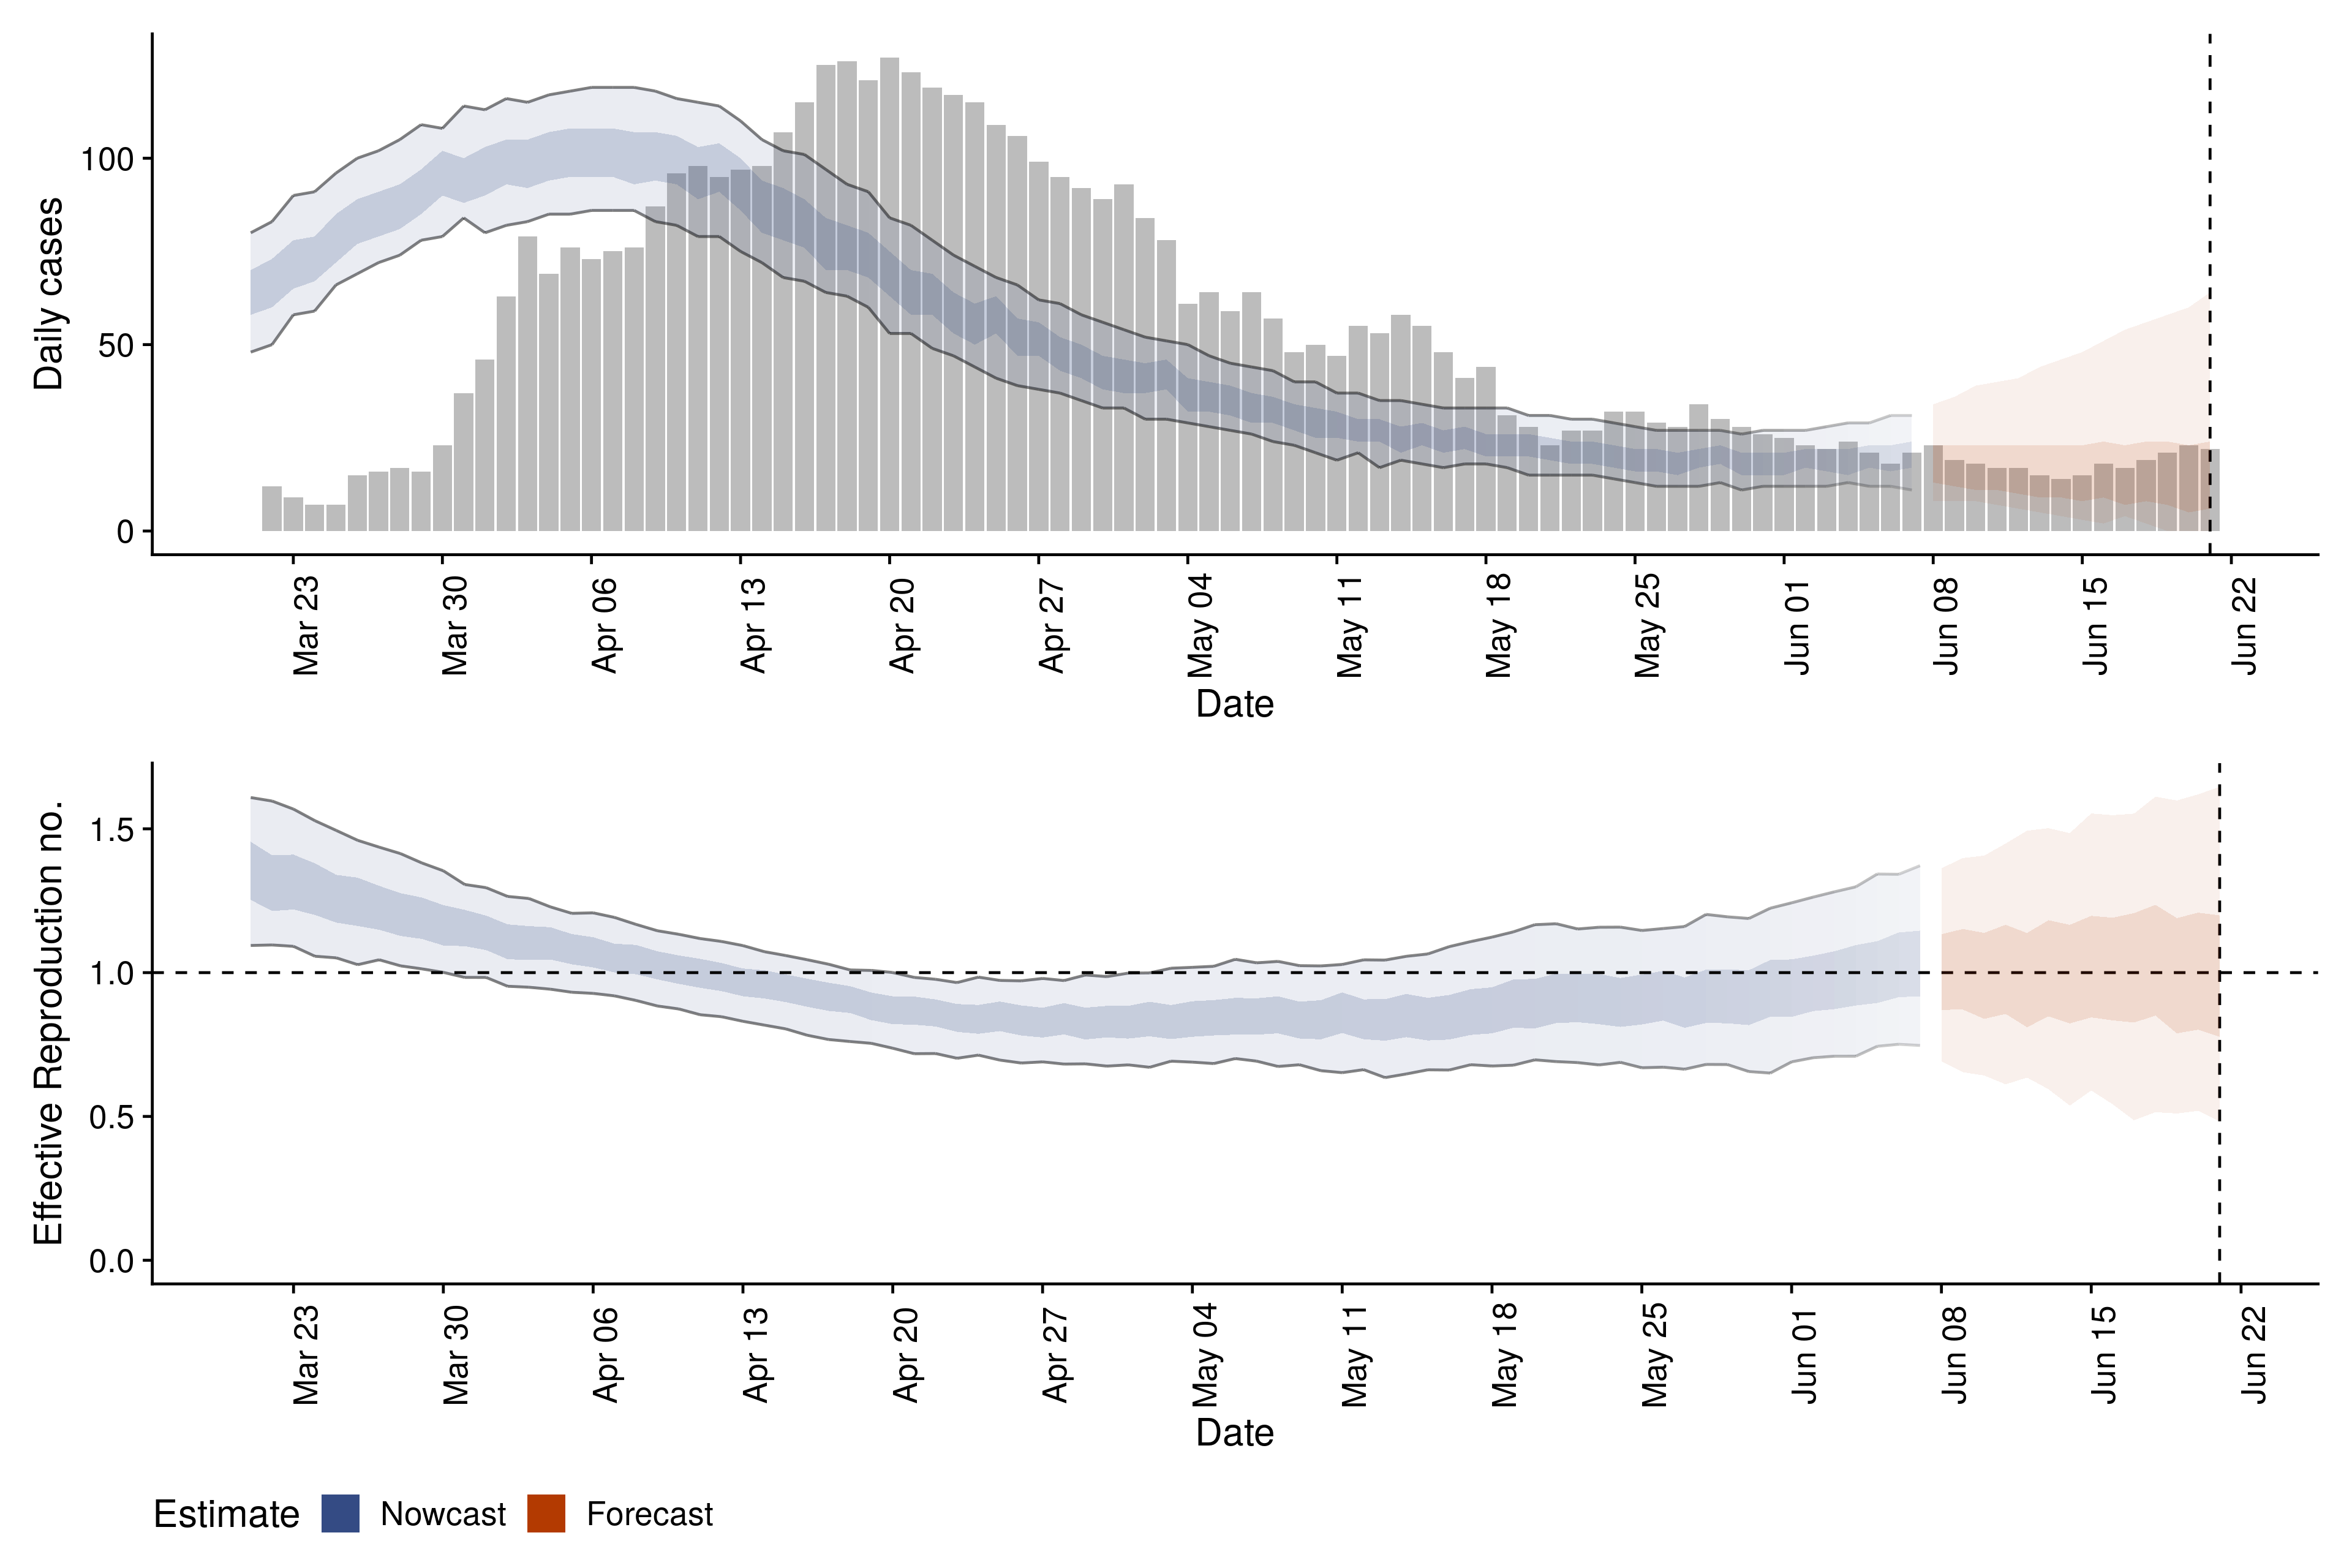 Daily cases
100
50
0
Mar 23
Mar 30
Apr 06
Apr 13
Apr 20
Apr 27
May 04
May 11
May 18
May 25
Jun 01
Jun 08
Jun 15
Jun 22
Date
Effective Reproduction no.
1.5
1.0
0.5
0.0
Mar 23
Mar 30
Apr 06
Apr 13
Apr 20
Apr 27
May 04
May 11
May 18
May 25
Jun 01
Jun 08
Jun 15
Jun 22
Date
Estimate Nowcast Forecast